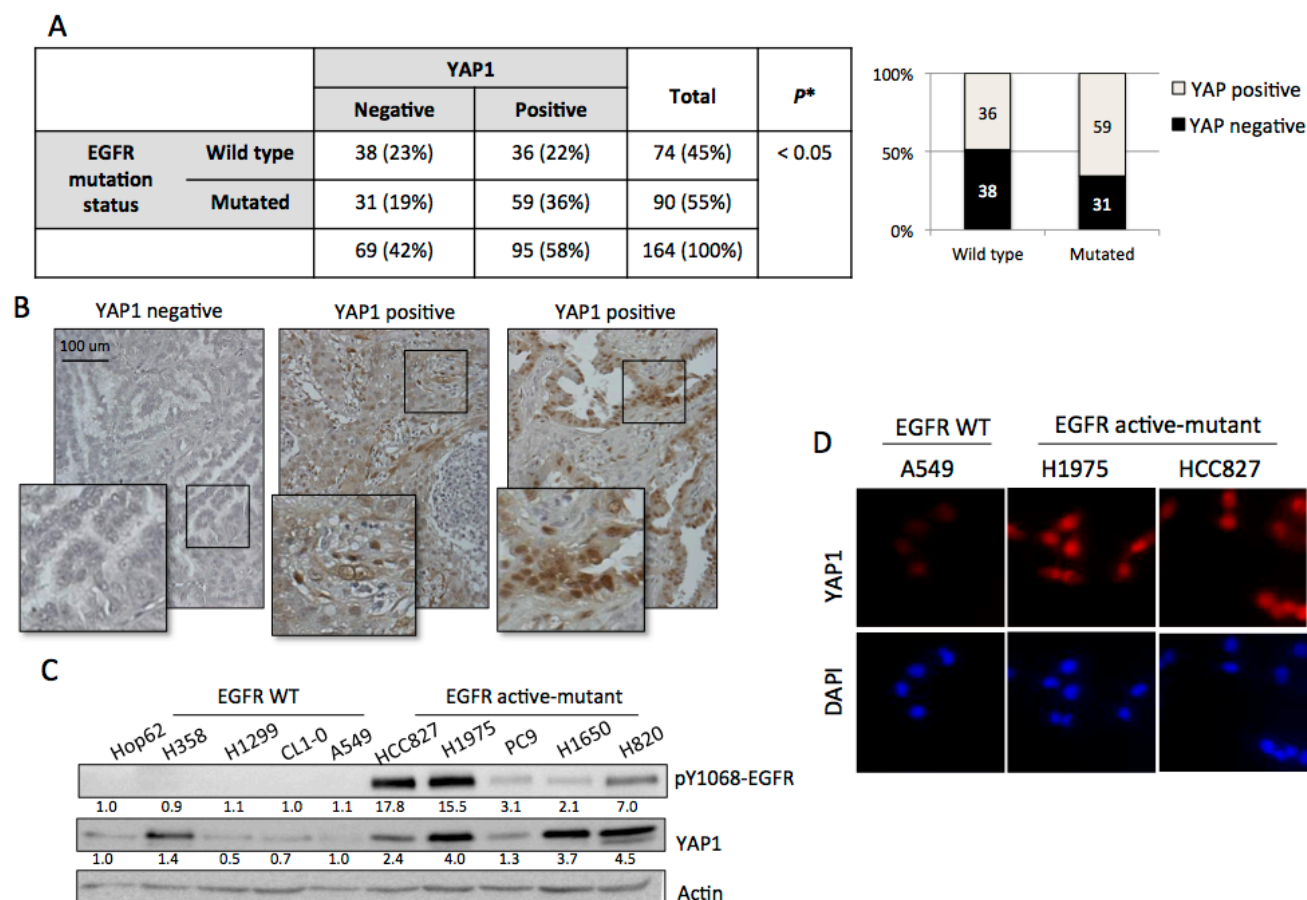 A
YAP1
Total
P*
Negative
Positive
EGFR mutation status
Wild type
38 (23%)
36 (22%)
74 (45%)
< 0.05
Mutated
31 (19%)
59 (36%)
90 (55%)
69 (42%)
95 (58%)
164 (100%)
100%
50%
0%
36
38
59
31
Wild type
Mutated
YAP positive
YAP negative
B
YAP1 negative
YAP1 positive
YAP1 positive
100 um
C
EGFR WT
EGFR active-mutant
Hop62 H358 H1299 CL1-0 A549 HCC827 H1975 PC9 H1650 H820
pY1068-EGFR
1.0 0.9 1.1 1.0 1.1 17.8 15.5 3.1 2.1 7.0
YAP1
1.0 1.4 0.5 0.7 1.0 2.4 4.0 1.3 3.7 4.5
Actin
D
EGFR WT
EGFR active-mutant
A549
H1975
HCC827
YAP1
DAPI